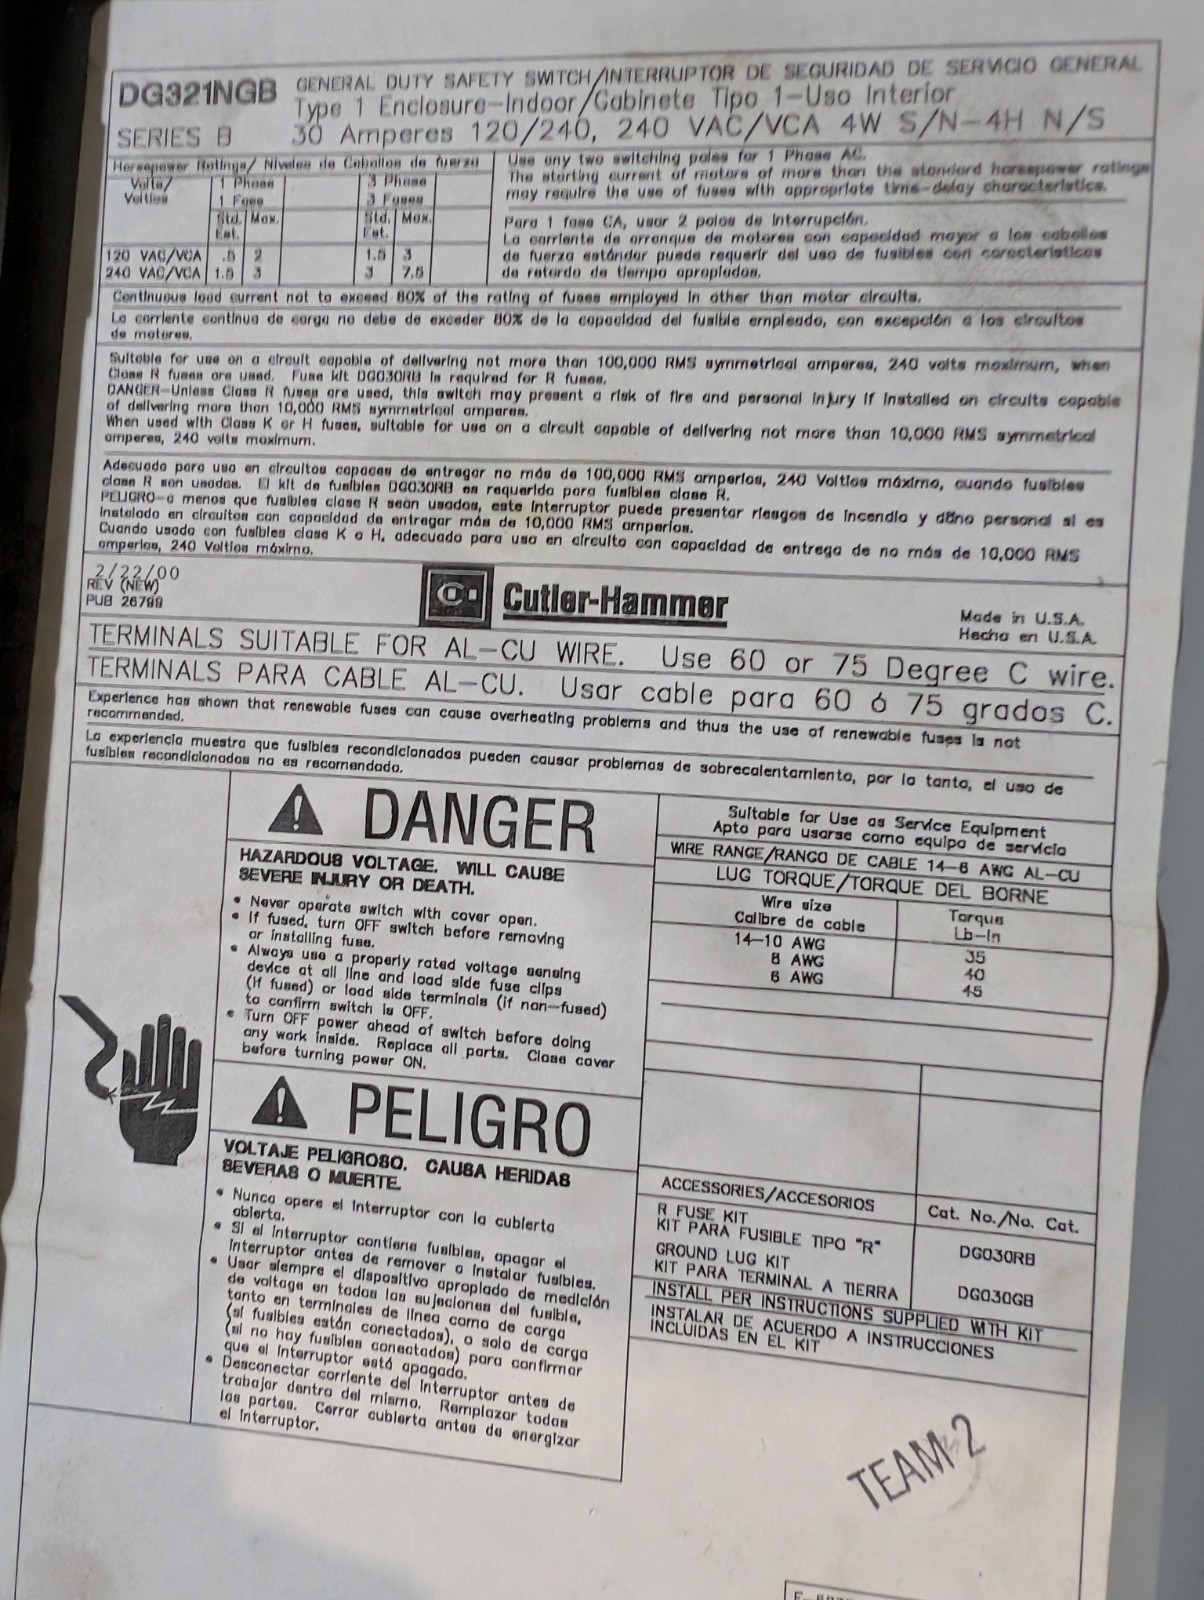 DG321NGB
SERIES B
GENERAL DUTY SAFETY SWITCH/INTERRUPTOR DE SEGURIDAD DE SERVICIO GENERAL
Type 1 Enclosure-Indoor/Gabinete Tipo 1-Uso Interior
30 Amperes 120/240, 240 VAC/VCA 4W S/N-4H N/S
Horsepower Ratings/ Niveles de Caballos de fuerza
Volts/ 1 Phase 3 Phase
Voltios 1 Fase 3 Fases
Std. Max. Std. Max.
Est. Est.
120 VAC/VCA .5 2 1.5 3
240 VAC/VCA 1.5 3 3 7.5
Use any two switching poles for 1 Phase AC.
The starting current of motors of more than the standard horsepower ratings
may require the use of fuses with appropriate time-delay characteristics.
Para 1 fase CA, usar 2 polos de interrupción.
La corriente de arranque de motores con capacidad mayor a los caballos
de fuerza estándar puede requerir del uso de fusibles con características
de retardo de tiempo apropiados.
Continuous load current not to exceed 80% of the rating of fuses employed in other than motor circuits.
La corriente continua de carga no debe de exceder 80% de la capacidad del fusible empleado, con excepción a los circuitos
de motores.
Suitable for use on a circuit capable of delivering not more than 100,000 RMS symmetrical amperes, 240 volts maximum, when
Class R fuses are used. Fuse kit DG030RB is required for R fuses.
DANGER-Unless Class R fuses are used, this switch may present a risk of fire and personal injury if installed on circuits capable
of delivering more than 10,000 RMS symmetrical amperes.
When used with Class K or H fuses, suitable for use on a circuit capable of delivering not more than 10,000 RMS symmetrical
amperes, 240 volts maximum.
Adecuado para uso en circuitos capaces de entregar no más de 100,000 RMS amperios, 240 Voltios máximo, cuando fusibles
clase R son usados. El kit de fusibles DG030RB es requerido para fusibles clase R.
PELIGRO-a menos que fusibles clase R sean usados, este interruptor puede presentar riesgos de incendio y daño personal si es
instalado en circuitos con capacidad de entregar más de 10,000 RMS amperios.
Cuando usado con fusibles clase K o H, adecuado para uso en circuito con capacidad de entrega de no más de 10,000 RMS
amperios, 240 Voltios máximo.
2/22/00
REV (NEW)
PUB 26799
Cutler-Hammer
Made in U.S.A.
Hecho en U.S.A.
TERMINALS SUITABLE FOR AL-CU WIRE. Use 60 or 75 Degree C wire.
TERMINALS PARA CABLE AL-CU. Usar cable para 60 ó 75 grados C.
Experience has shown that renewable fuses can cause overheating problems and thus the use of renewable fuses is not
recommended.
La experiencia muestra que fusibles recondicionados pueden causar problemas de sobrecalentamiento, por lo tanto, el uso de
fusibles recondicionados no es recomendado.
DANGER
HAZARDOUS VOLTAGE. WILL CAUSE
SEVERE INJURY OR DEATH.
• Never operate switch with cover open.
• If fused, turn OFF switch before removing
or installing fuse.
• Always use a properly rated voltage sensing
device at all line and load side fuse clips
(if fused) or load side terminals (if non-fused)
to confirm switch is OFF.
• Turn OFF power ahead of switch before doing
any work inside. Replace all parts. Close cover
before turning power ON.
PELIGRO
VOLTAJE PELIGROSO. CAUSA HERIDAS
SEVERAS O MUERTE.
• Nunca opere el interruptor con la cubierta
abierta.
• Si el interruptor contiene fusibles, apagar el
interruptor antes de remover o instalar fusibles.
• Usar siempre el dispositivo apropiado de medición
de voltage en todas las sujeciones del fusible,
tanto en terminales de línea como de carga
(si fusibles están conectados), o solo de carga
(si no hay fusibles conectados) para confirmar
que el interruptor está apagado.
• Desconectar corriente del interruptor antes de
trabajar dentro del mismo. Remplazar todas
las partes. Cerrar cubierta antes de energizar
el interruptor.
Suitable for Use as Service Equipment
Apto para usarse como equipo de servicio
WIRE RANGE/RANGO DE CABLE 14-6 AWG AL-CU
LUG TORQUE/TORQUE DEL BORNE
Wire size Torque
Calibre de cable Lb-In
14-10 AWG 35
8 AWG 40
6 AWG 45
ACCESSORIES/ACCESORIOS Cat. No./No. Cat.
R FUSE KIT
KIT PARA FUSIBLE TIPO "R" DG030RB
GROUND LUG KIT
KIT PARA TERMINAL A TIERRA DG030GB
INSTALL PER INSTRUCTIONS SUPPLIED WITH KIT
INSTALAR DE ACUERDO A INSTRUCCIONES
INCLUIDAS EN EL KIT
TEAM 2